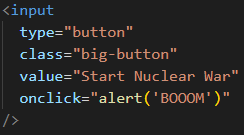 <input
type="button"
class="big-button"
value="Start Nuclear War"
onclick="alert('BOOOM')"
/>